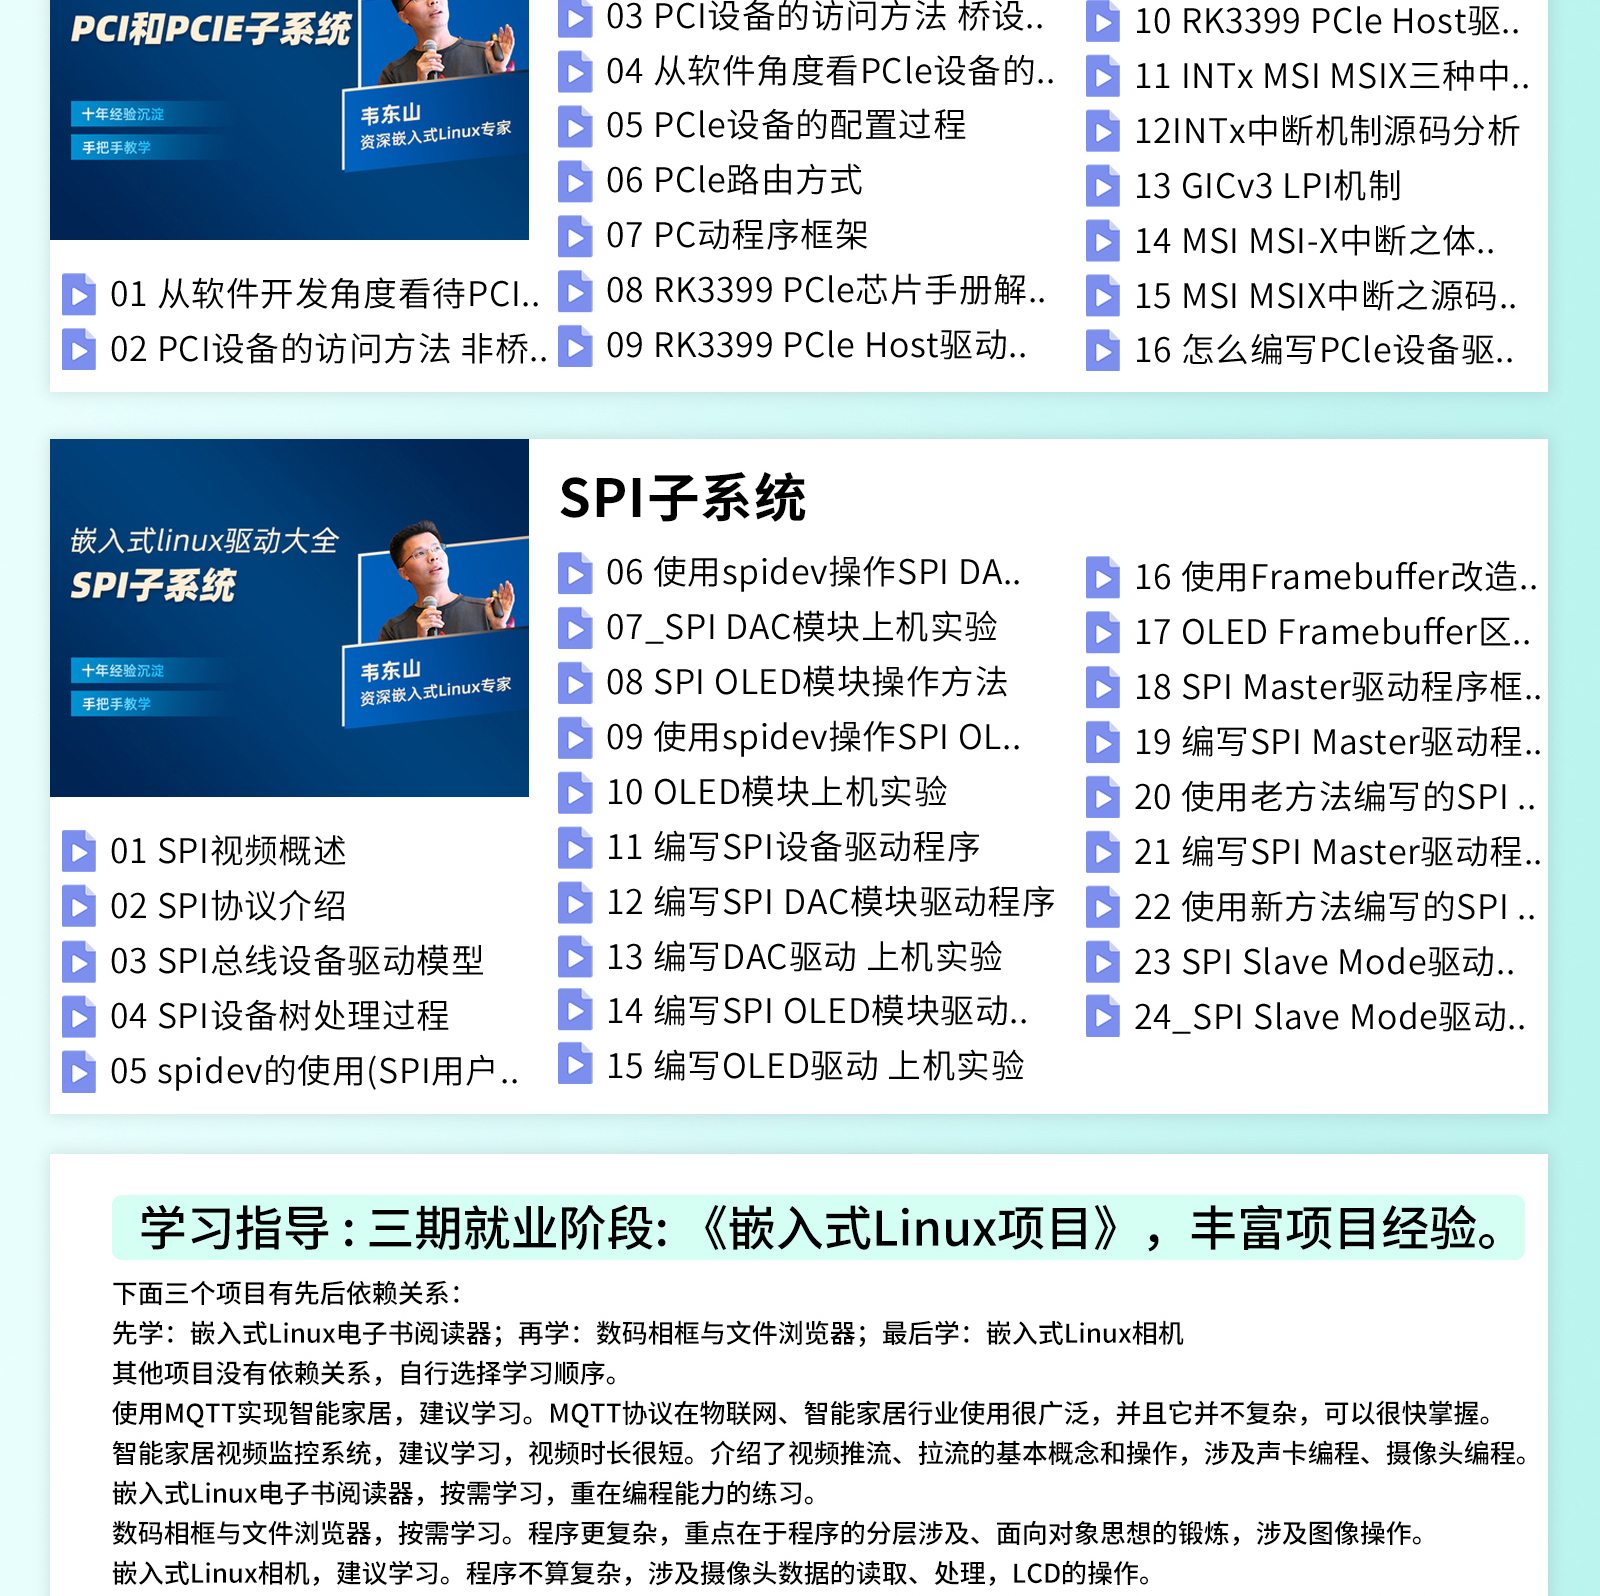 PCI和PCIE子系统
十年经验沉淀
手把手教学
韦东山
资深嵌入式Linux专家
01 从软件开发角度看待PCI..
02 PCI设备的访问方法 非桥..
03 PCI设备的访问方法 桥设..
04 从软件角度看PCle设备的..
05 PCle设备的配置过程
06 PCle路由方式
07 PC动程序框架
08 RK3399 PCle芯片手册解..
09 RK3399 PCle Host驱动..
10 RK3399 PCle Host驱..
11 INTx MSI MSIX三种中..
12INTx中断机制源码分析
13 GICv3 LPI机制
14 MSI MSI-X中断之体..
15 MSI MSIX中断之源码..
16 怎么编写PCle设备驱..
嵌入式linux驱动大全
SPI子系统
十年经验沉淀
手把手教学
韦东山
资深嵌入式Linux专家
SPI子系统
01 SPI视频概述
02 SPI协议介绍
03 SPI总线设备驱动模型
04 SPI设备树处理过程
05 spidev的使用(SPI用户..
06 使用spidev操作SPI DA..
07_SPI DAC模块上机实验
08 SPI OLED模块操作方法
09 使用spidev操作SPI OL..
10 OLED模块上机实验
11 编写SPI设备驱动程序
12 编写SPI DAC模块驱动程序
13 编写DAC驱动 上机实验
14 编写SPI OLED模块驱动..
15 编写OLED驱动 上机实验
16 使用Framebuffer改造..
17 OLED Framebuffer区..
18 SPI Master驱动程序框..
19 编写SPI Master驱动程..
20 使用老方法编写的SPI ..
21 编写SPI Master驱动程..
22 使用新方法编写的SPI ..
23 SPI Slave Mode驱动..
24_SPI Slave Mode驱动..
学习指导：三期就业阶段: 《嵌入式Linux项目》，丰富项目经验。
下面三个项目有先后依赖关系：
先学：嵌入式Linux电子书阅读器；再学：数码相框与文件浏览器；最后学：嵌入式Linux相机
其他项目没有依赖关系，自行选择学习顺序。
使用MQTT实现智能家居，建议学习。MQTT协议在物联网、智能家居行业使用很广泛，并且它并不复杂，可以很快掌握。
智能家居视频监控系统，建议学习，视频时长很短。介绍了视频推流、拉流的基本概念和操作，涉及声卡编程、摄像头编程。
嵌入式Linux电子书阅读器，按需学习，重在编程能力的练习。
数码相框与文件浏览器，按需学习。程序更复杂，重点在于程序的分层涉及、面向对象思想的锻炼，涉及图像操作。
嵌入式Linux相机，建议学习。程序不算复杂，涉及摄像头数据的读取、处理，LCD的操作。